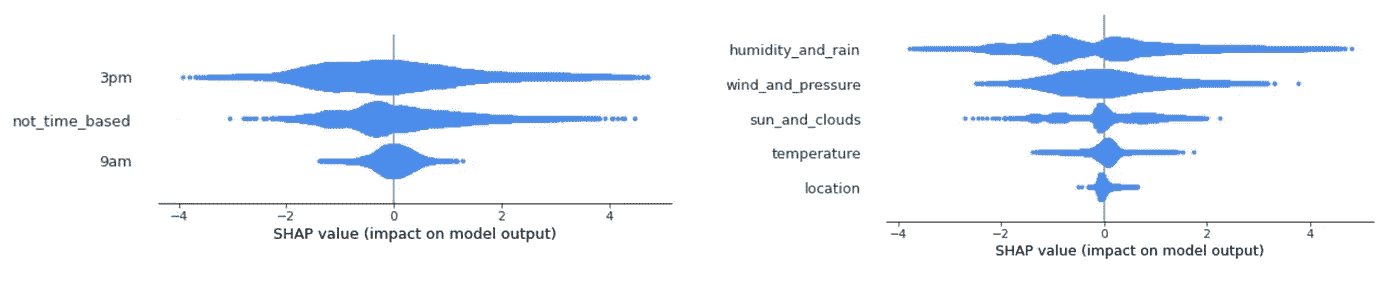 3pm
not_time_based
9am
−4 −2 0 2 4
SHAP value (impact on model output)
humidity_and_rain
wind_and_pressure
sun_and_clouds
temperature
location
−4 −2 0 2 4
SHAP value (impact on model output)